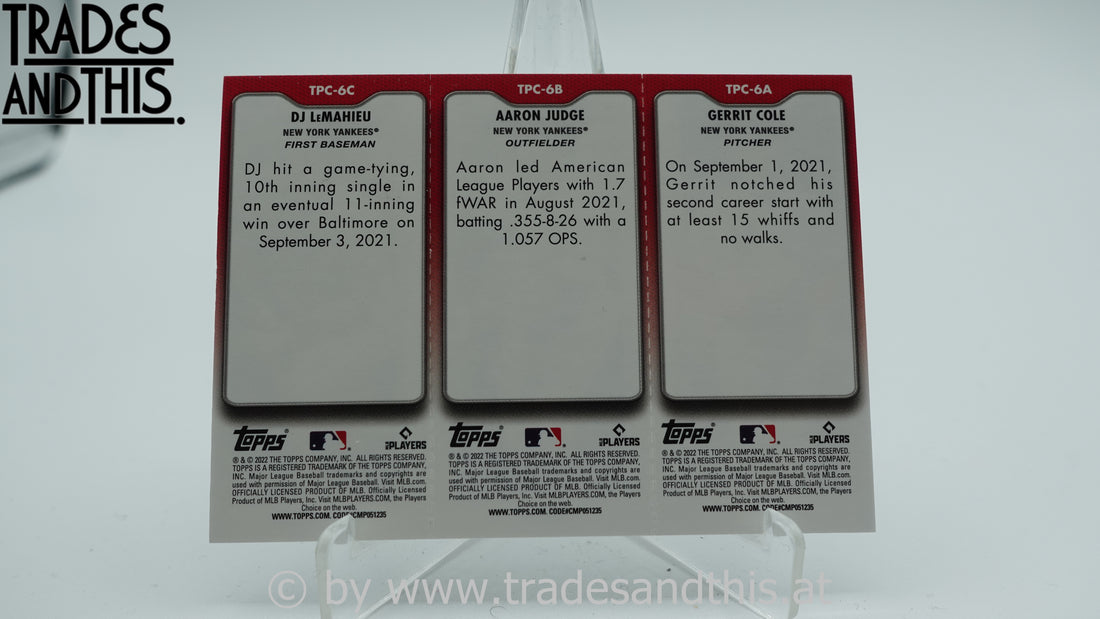 TRADES
ANDTHIS.
TPC-6C
DJ LEMAHIEU
NEW YORK YANKEES®
FIRST BASEMAN
DJ hit a game-tying,
10th inning single in
an eventual 11-inning
win over Baltimore on
September 3, 2021.
Topps®
MLB PLAYERS
® & © 2022 THE TOPPS COMPANY, INC. ALL RIGHTS RESERVED.
TOPPS IS A REGISTERED TRADEMARK OF THE TOPPS COMPANY,
INC. Major League Baseball trademarks and copyrights are
used with permission of Major League Baseball. Visit MLB.com.
OFFICIALLY LICENSED PRODUCT OF MLB. Officially Licensed
Product of MLB Players, Inc. Visit MLBPLAYERS.COM, the Players
Choice on the web.
WWW.TOPPS.COM. CODE#CMP051235
TPC-6B
AARON JUDGE
NEW YORK YANKEES®
OUTFIELDER
Aaron led American
League Players with 1.7
fWAR in August 2021,
batting .355-8-26 with a
1.057 OPS.
Topps®
MLB PLAYERS
® & © 2022 THE TOPPS COMPANY, INC. ALL RIGHTS RESERVED.
TOPPS IS A REGISTERED TRADEMARK OF THE TOPPS COMPANY,
INC. Major League Baseball trademarks and copyrights are
used with permission of Major League Baseball. Visit MLB.com.
OFFICIALLY LICENSED PRODUCT OF MLB. Officially Licensed
Product of MLB Players, Inc. Visit MLBPLAYERS.COM, the Players
Choice on the web.
WWW.TOPPS.COM. CODE#CMP051235
TPC-6A
GERRIT COLE
NEW YORK YANKEES®
PITCHER
On September 1, 2021,
Gerrit notched his
second career start with
at least 15 whiffs and
no walks.
Topps®
MLB PLAYERS
® & © 2022 THE TOPPS COMPANY, INC. ALL RIGHTS RESERVED.
TOPPS IS A REGISTERED TRADEMARK OF THE TOPPS COMPANY,
INC. Major League Baseball trademarks and copyrights are
used with permission of Major League Baseball. Visit MLB.com.
OFFICIALLY LICENSED PRODUCT OF MLB. Officially Licensed
Product of MLB Players, Inc. Visit MLBPLAYERS.COM, the Players
Choice on the web.
WWW.TOPPS.COM. CODE#CMP051235
© by www.tradesandthis.at